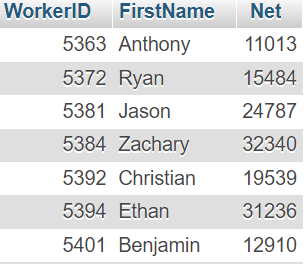 WorkerID FirstName Net
5363 Anthony 11013
5372 Ryan 15484
5381 Jason 24787
5384 Zachary 32340
5392 Christian 19539
5394 Ethan 31236
5401 Benjamin 12910